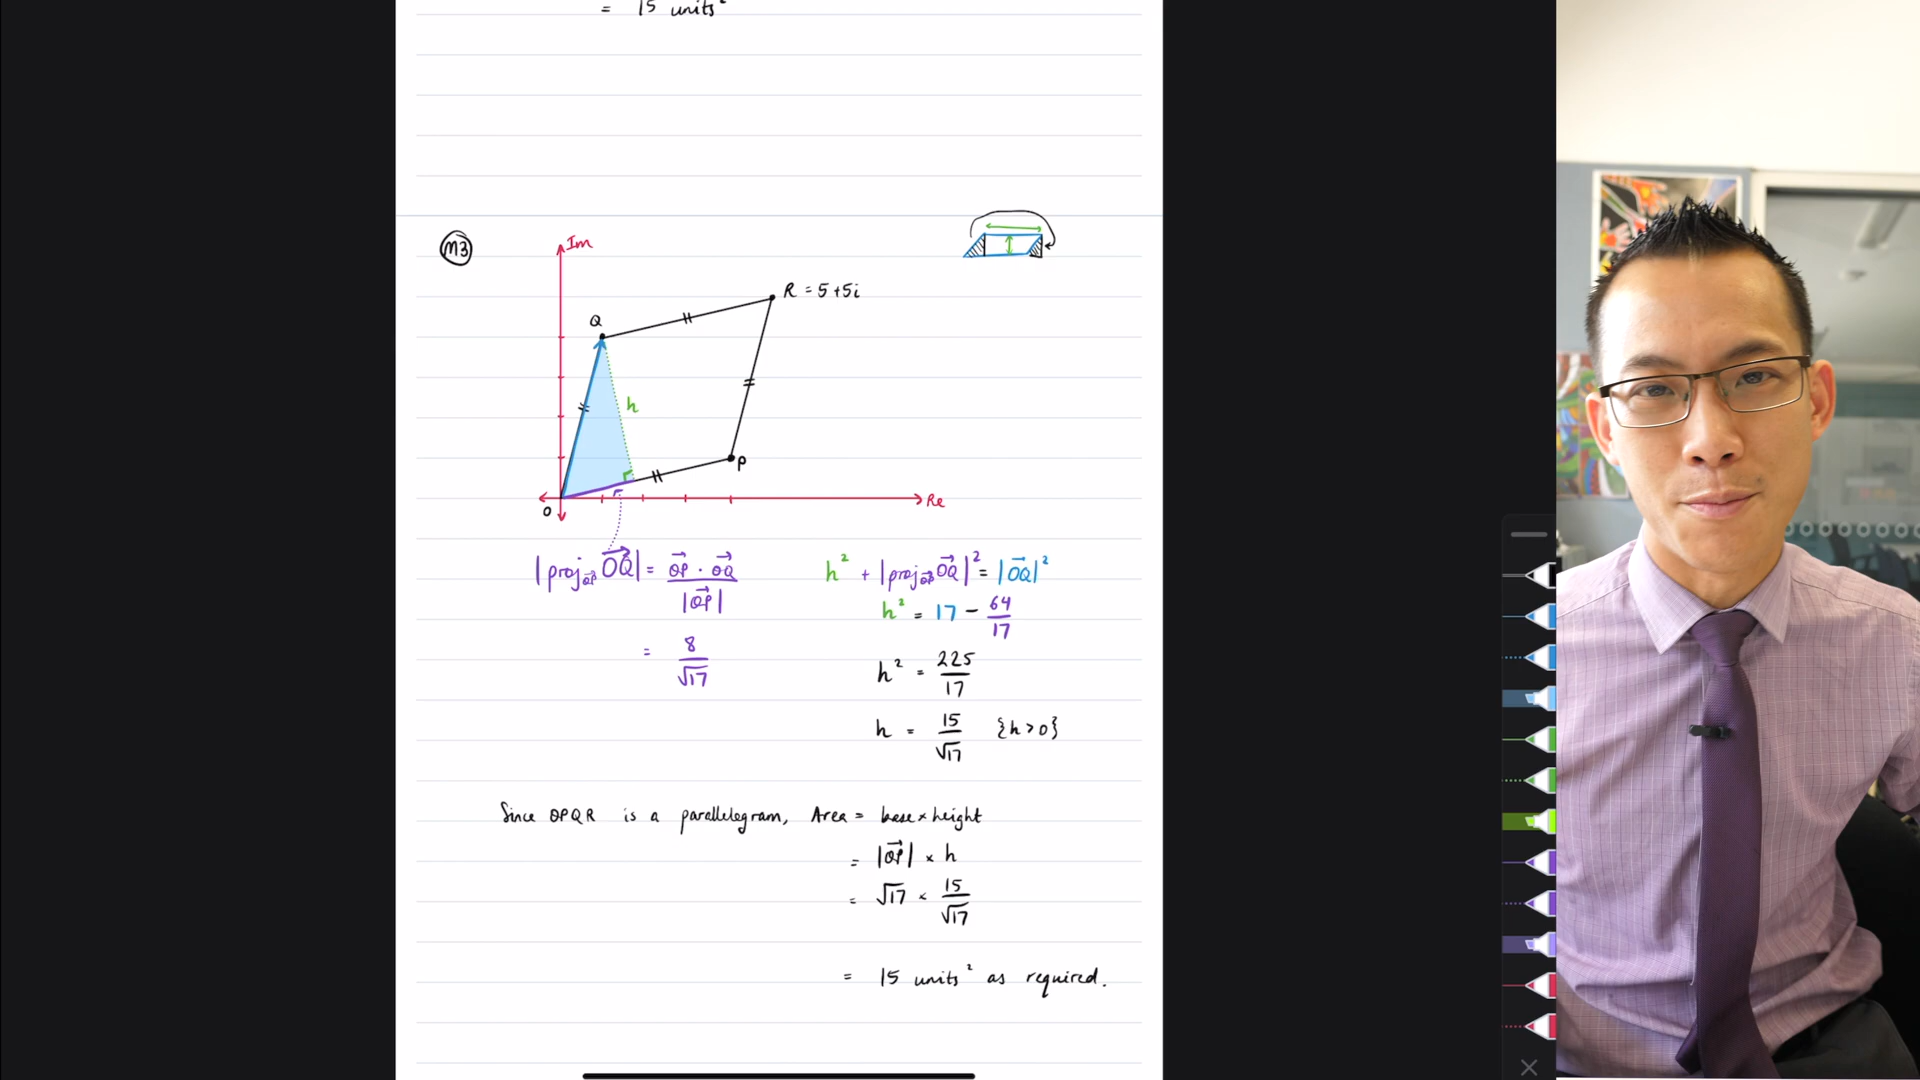 = 15 units²
M3
Im
R = 5+5i
Q
h
P
O
Re
|proj_OP⃗ OQ⃗| = OP⃗ · OQ⃗ / |OP⃗|
= 8/√17
h² + |proj_OP⃗ OQ⃗|² = |OQ⃗|²
h² = 17 - 64/17
h² = 225/17
h = 15/√17 {h>0}
Since OPQR is a parallelogram, Area = base × height
= |OP⃗| × h
= √17 × 15/√17
= 15 units² as required.